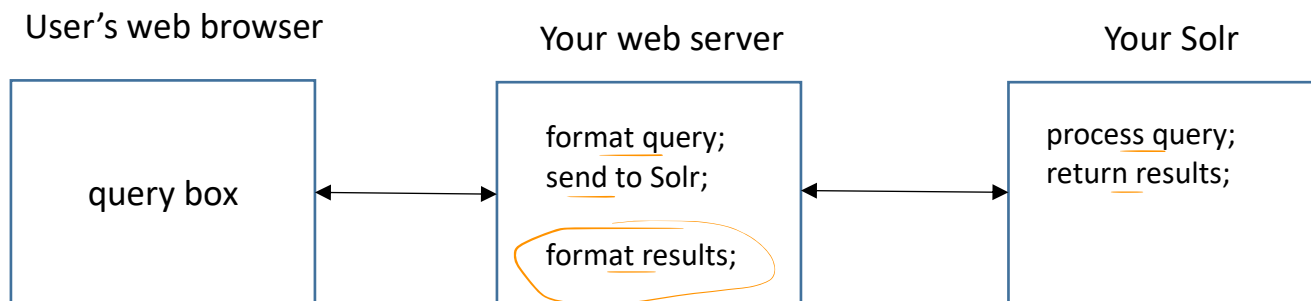 User’s web browser
Your web server
Your Solr
query box
format query;
send to Solr;
format results;
process query;
return results;